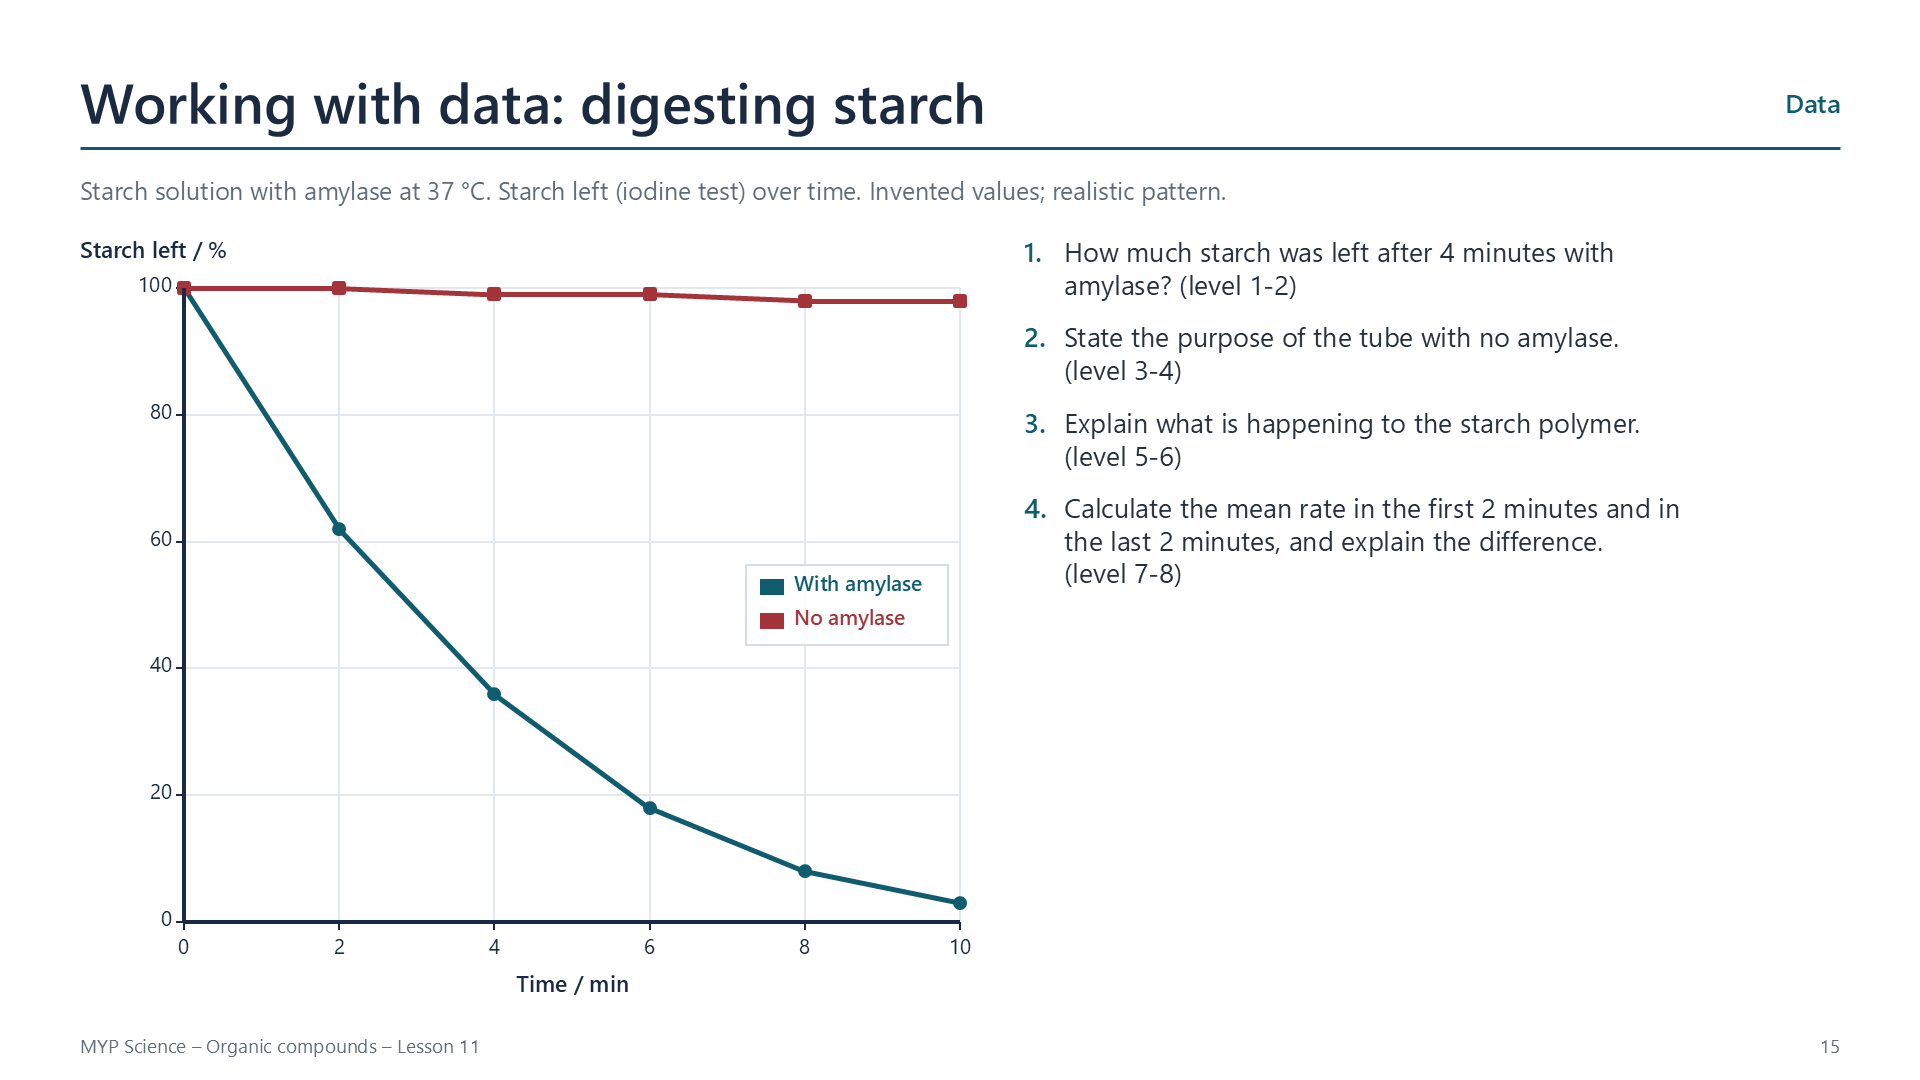 Working with data: digesting starch
Data
Starch solution with amylase at 37 °C. Starch left (iodine test) over time. Invented values; realistic pattern.
Starch left / %
100
80
60
40
20
0
0 2 4 6 8 10
Time / min
With amylase
No amylase
1. How much starch was left after 4 minutes with
amylase? (level 1-2)
2. State the purpose of the tube with no amylase.
(level 3-4)
3. Explain what is happening to the starch polymer.
(level 5-6)
4. Calculate the mean rate in the first 2 minutes and in
the last 2 minutes, and explain the difference.
(level 7-8)
MYP Science – Organic compounds – Lesson 11
15